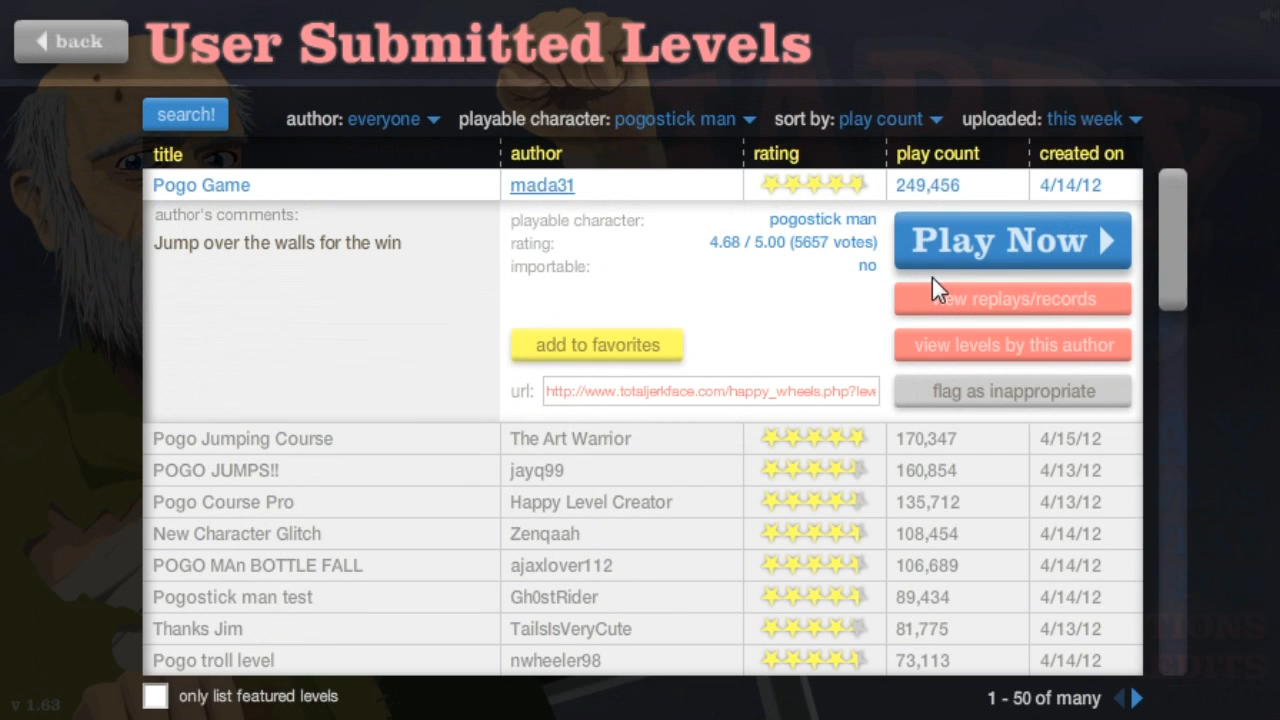 back
User Submitted Levels
search!
author: everyone
playable character: pogostick man
sort by: play count
uploaded: this week
title author rating play count created on
Pogo Game mada31 249,456 4/14/12
author's comments:
Jump over the walls for the win
playable character: pogostick man
rating: 4.68 / 5.00 (5657 votes)
importable: no
Play Now
replays/records
add to favorites
view levels by this author
url: http://www.totaljerkface.com/happy_wheels.php?leve
flag as inappropriate
Pogo Jumping Course The Art Warrior 170,347 4/15/12
POGO JUMPS!! jayq99 160,854 4/13/12
Pogo Course Pro Happy Level Creator 135,712 4/13/12
New Character Glitch Zenqaah 108,454 4/14/12
POGO MAn BOTTLE FALL ajaxlover112 106,689 4/14/12
Pogostick man test Gh0stRider 89,434 4/14/12
Thanks Jim TailsIsVeryCute 81,775 4/13/12
Pogo troll level nwheeler98 73,113 4/14/12
only list featured levels
1 - 50 of many
v 1.63